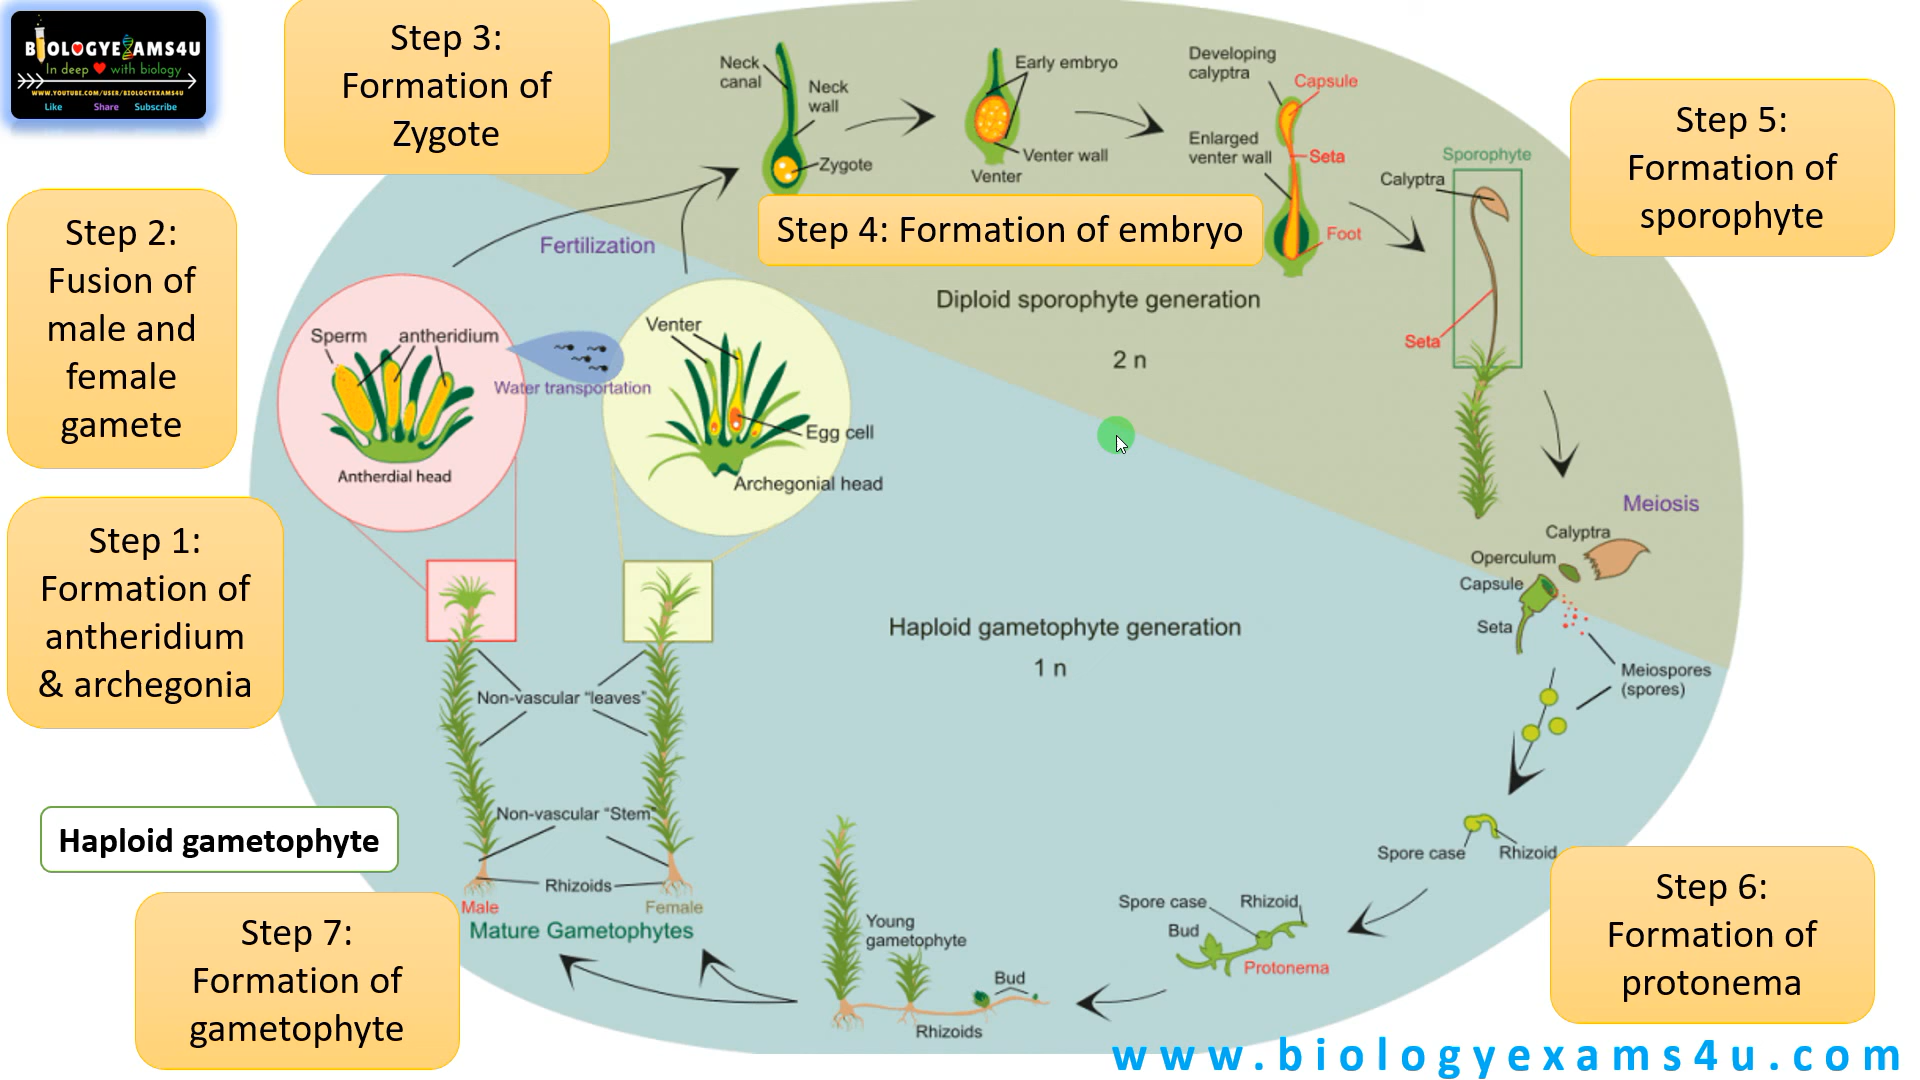 BIOLOGYEXAMS4U
In deep with biology
WWW.YOUTUBE.COM/USER/BIOLOGYEXAMS4U
Like Share Subscribe
Step 3:
Formation of
Zygote
Neck
canal
Neck
wall
Zygote
Early embryo
Venter wall
Venter
Developing
calyptra
Capsule
Enlarged
venter wall
Seta
Foot
Sporophyte
Calyptra
Seta
Step 5:
Formation of
sporophyte
Step 2:
Fusion of
male and
female
gamete
Fertilization
Step 4: Formation of embryo
Diploid sporophyte generation
2 n
Sperm
antheridium
Antherdial head
Water transportation
Venter
Egg cell
Archegonial head
Meiosis
Calyptra
Operculum
Capsule
Seta
Meiospores
(spores)
Step 1:
Formation of
antheridium
& archegonia
Haploid gametophyte generation
1 n
Non-vascular “leaves”
Non-vascular “Stem”
Rhizoids
Male
Female
Mature Gametophytes
Haploid gametophyte
Step 7:
Formation of
gametophyte
Young
gametophyte
Bud
Rhizoids
Spore case
Rhizoid
Bud
Protonema
Spore case
Rhizoid
Step 6:
Formation of
protonema
www.biologyexams4u.com